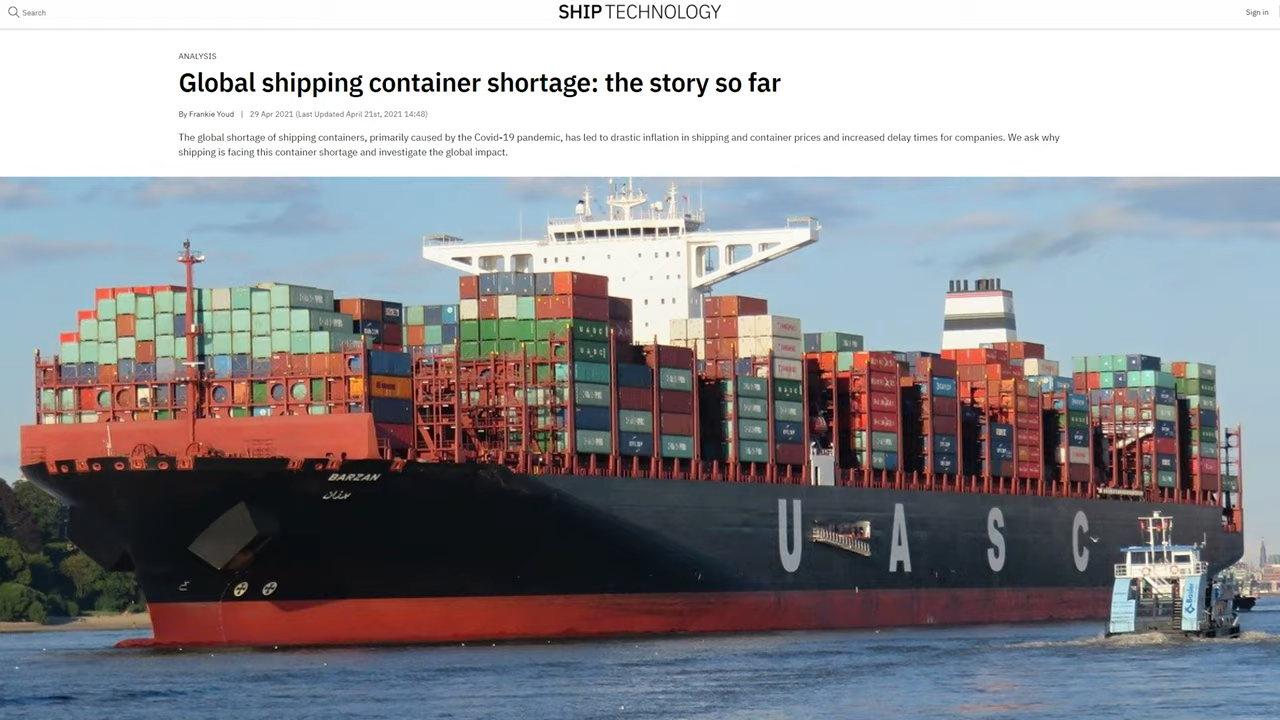 Search
SHIP TECHNOLOGY
Sign in
ANALYSIS
Global shipping container shortage: the story so far
By Frankie Youd | 29 Apr 2021 (Last Updated April 21st, 2021 14:48)
The global shortage of shipping containers, primarily caused by the Covid-19 pandemic, has led to drastic inflation in shipping and container prices and increased delay times for companies. We ask why
shipping is facing this container shortage and investigate the global impact.
BARZAN
برزان
UASC